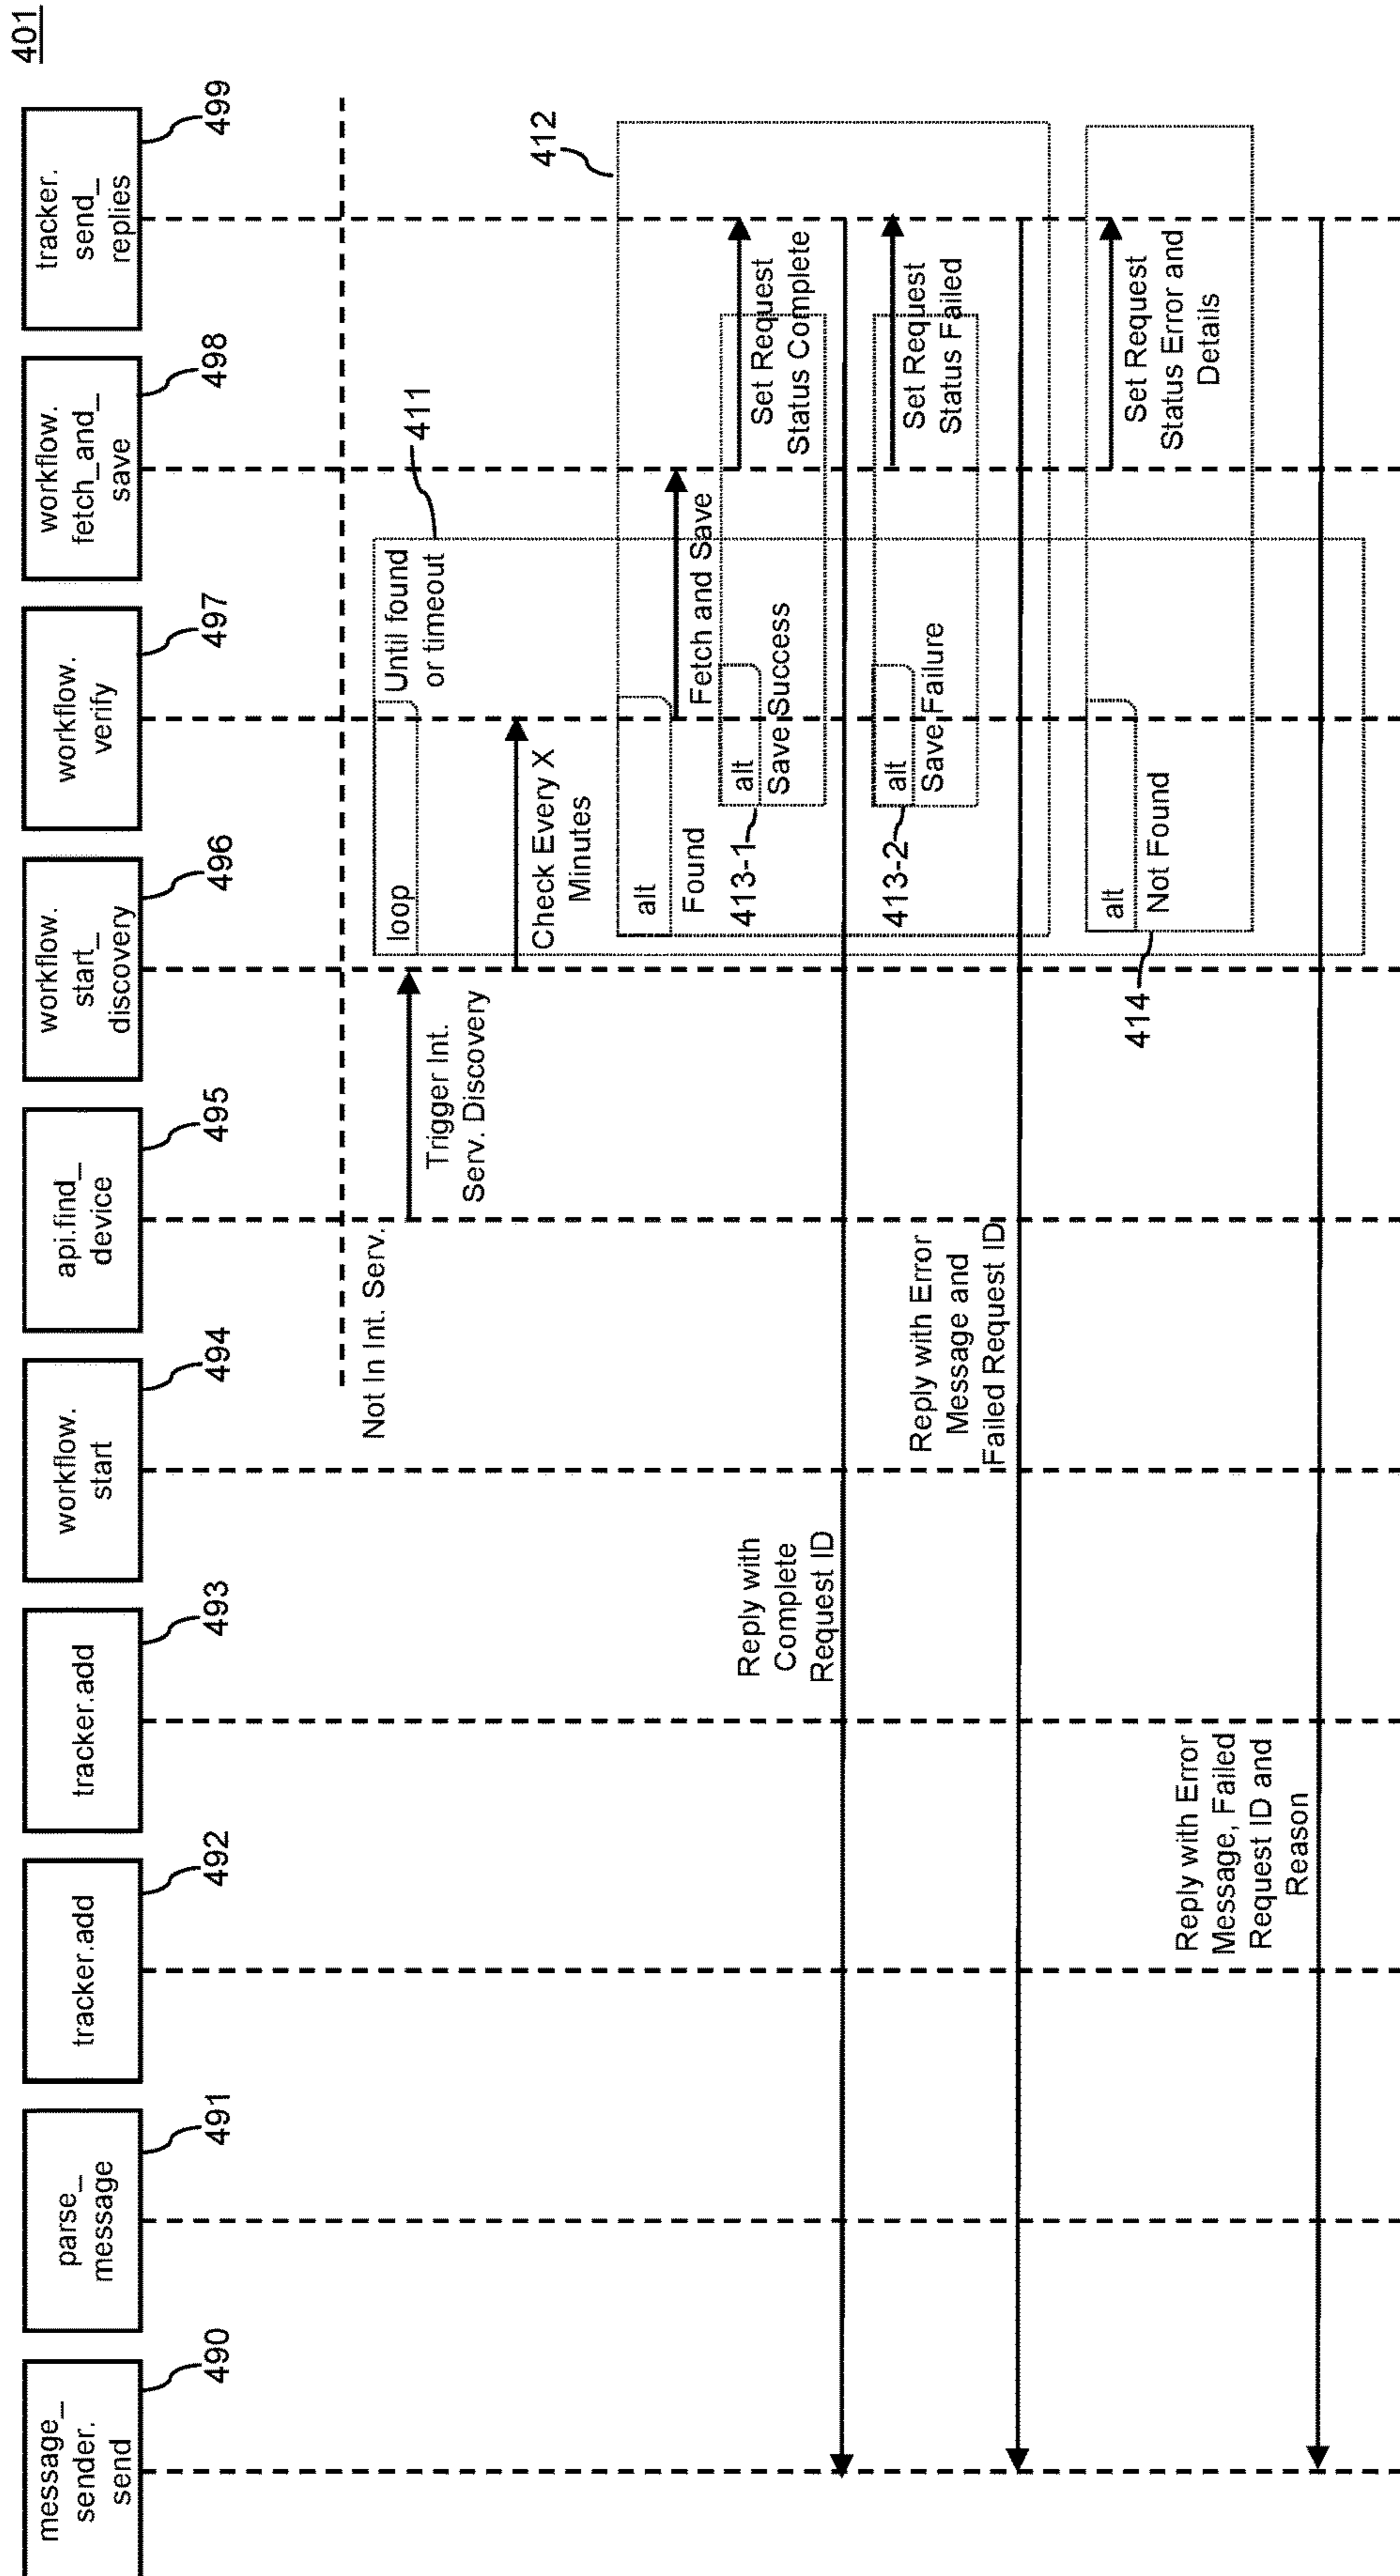 401
message_
sender.
send
490
parse_
message
491
tracker.add
492
tracker.add
493
workflow.
start
494
api.find_
device
495
workflow.
start_
discovery
496
workflow.
verify
497
workflow.
fetch_and_
save
498
tracker.
send_
replies
499
Not In Int. Serv.
Trigger Int.
Serv. Discovery
loop
Until found
or timeout
411
Check Every X
Minutes
412
alt
Found
Fetch and Save
413-1
alt
Save Success
Set Request
Status Complete
Reply with
Complete
Request ID
413-2
alt
Save Failure
Set Request
Status Failed
Reply with Error
Message and
Failed Request ID
414
alt
Not Found
Set Request
Status Error and
Details
Reply with Error
Message, Failed
Request ID and
Reason